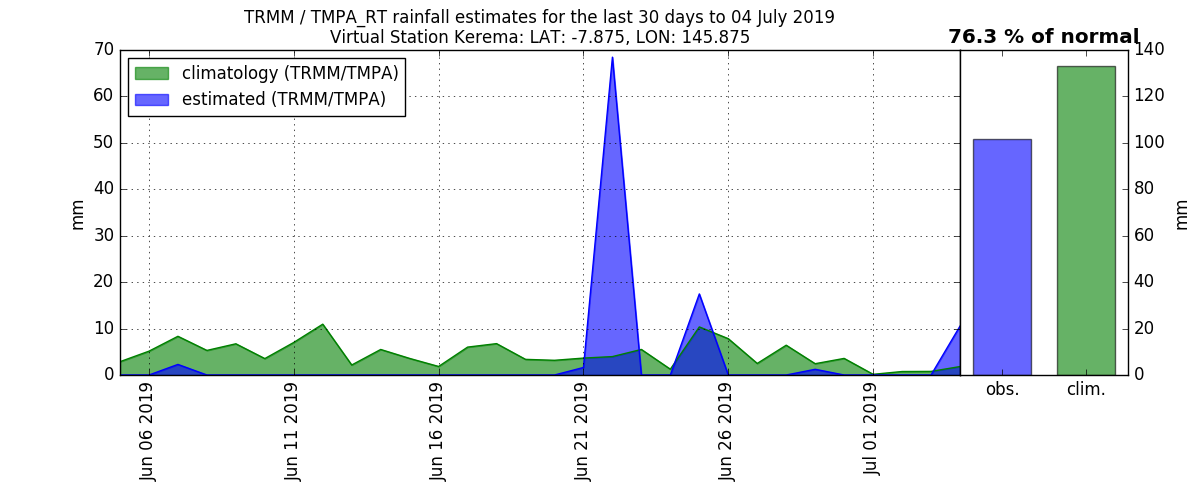 TRMM / TMPA_RT rainfall estimates for the last 30 days to 04 July 2019
Virtual Station Kerema: LAT: -7.875, LON: 145.875
76.3 % of normal
climatology (TRMM/TMPA)
estimated (TRMM/TMPA)
70
60
50
40
30
20
10
0
mm
Jun 06 2019
Jun 11 2019
Jun 16 2019
Jun 21 2019
Jun 26 2019
Jul 01 2019
obs.
clim.
140
120
100
80
60
40
20
0
mm